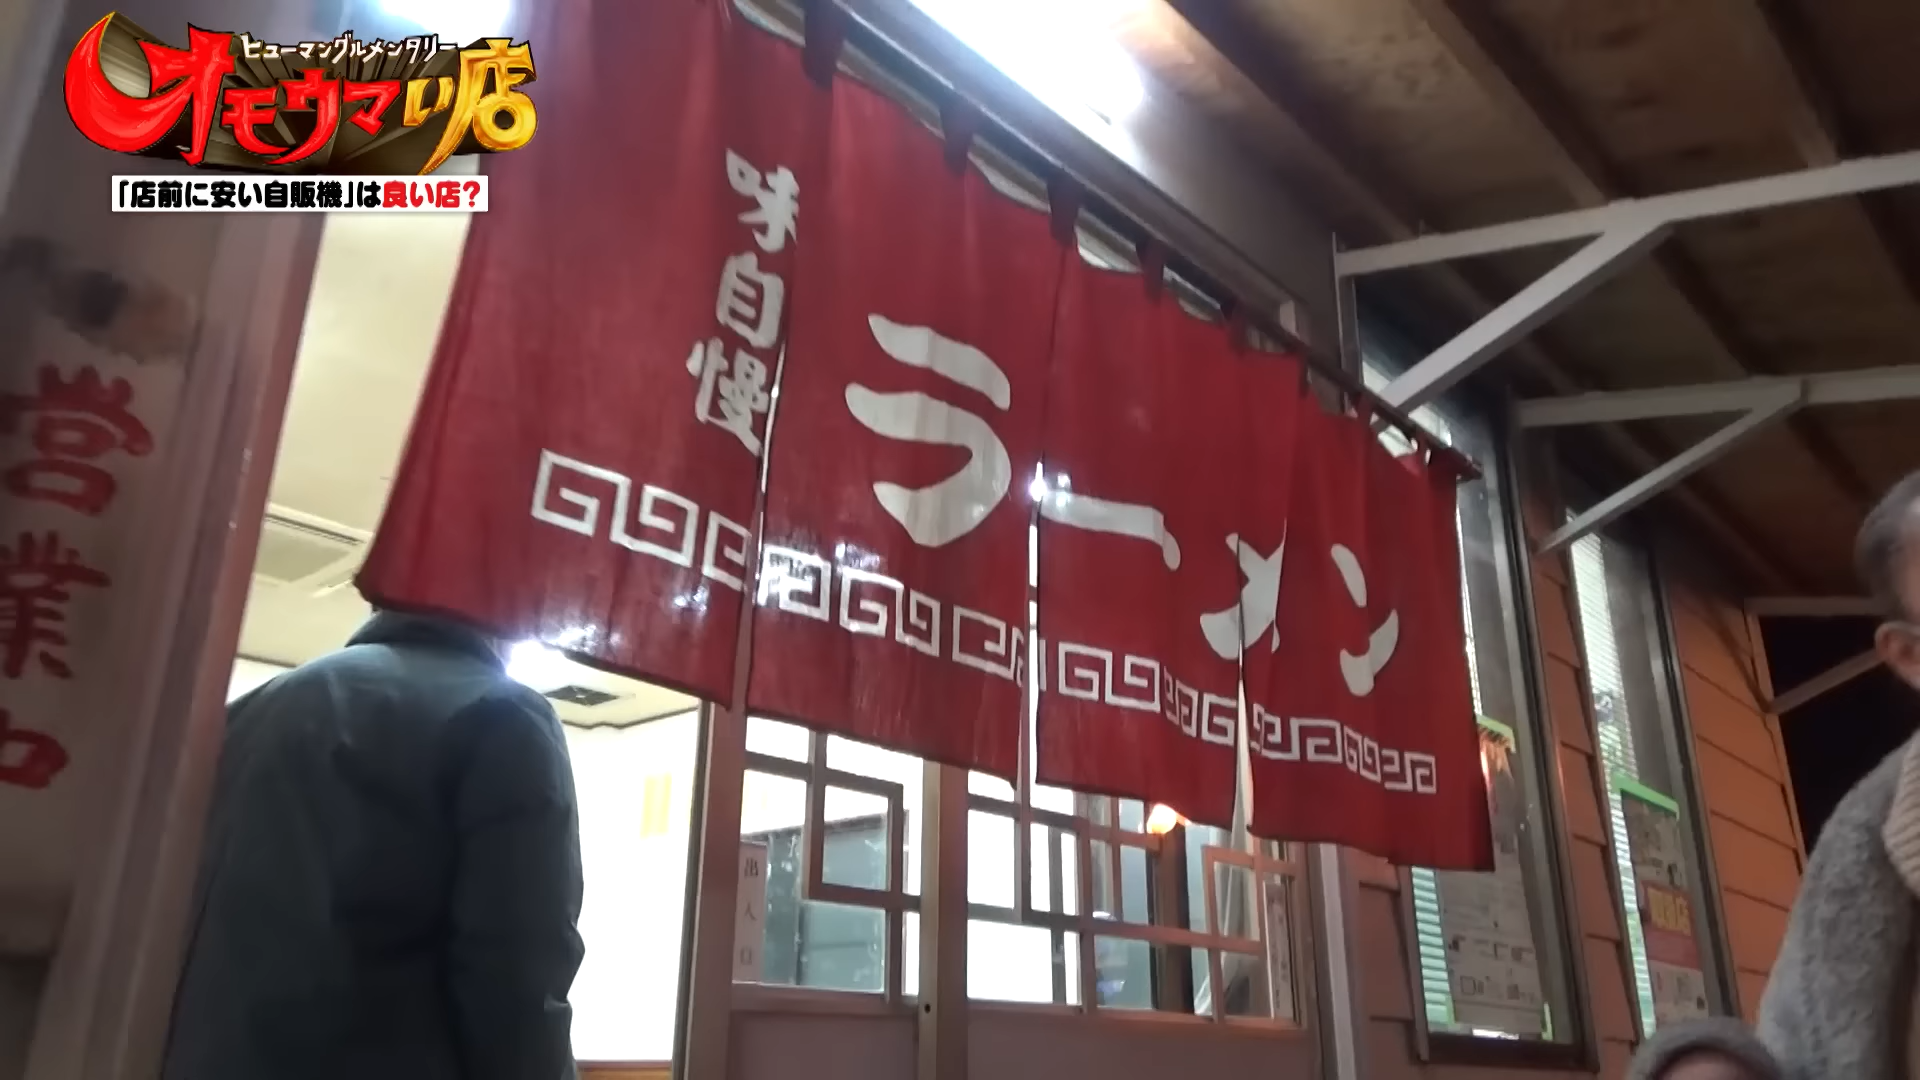 ヒューマングルメンタリー
オモウマい店
「店前に安い自販機」は良い店？
味自慢
ラーメン
営業中
出入口